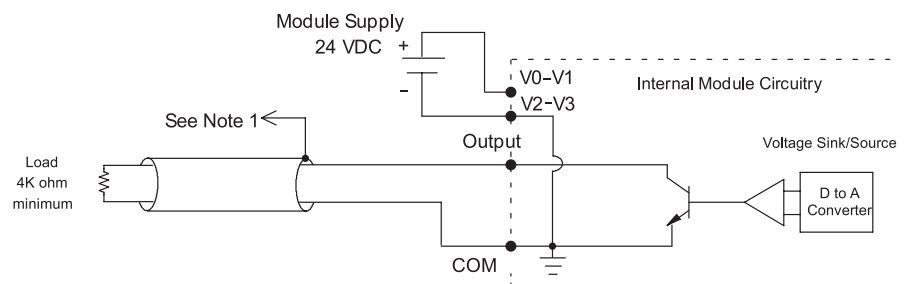 Module Supply
24 VDC
+
-
V0-V1
V2-V3
Internal Module Circuitry
See Note 1
Output
Voltage Sink/Source
Load
4K ohm
minimum
D to A
Converter
COM